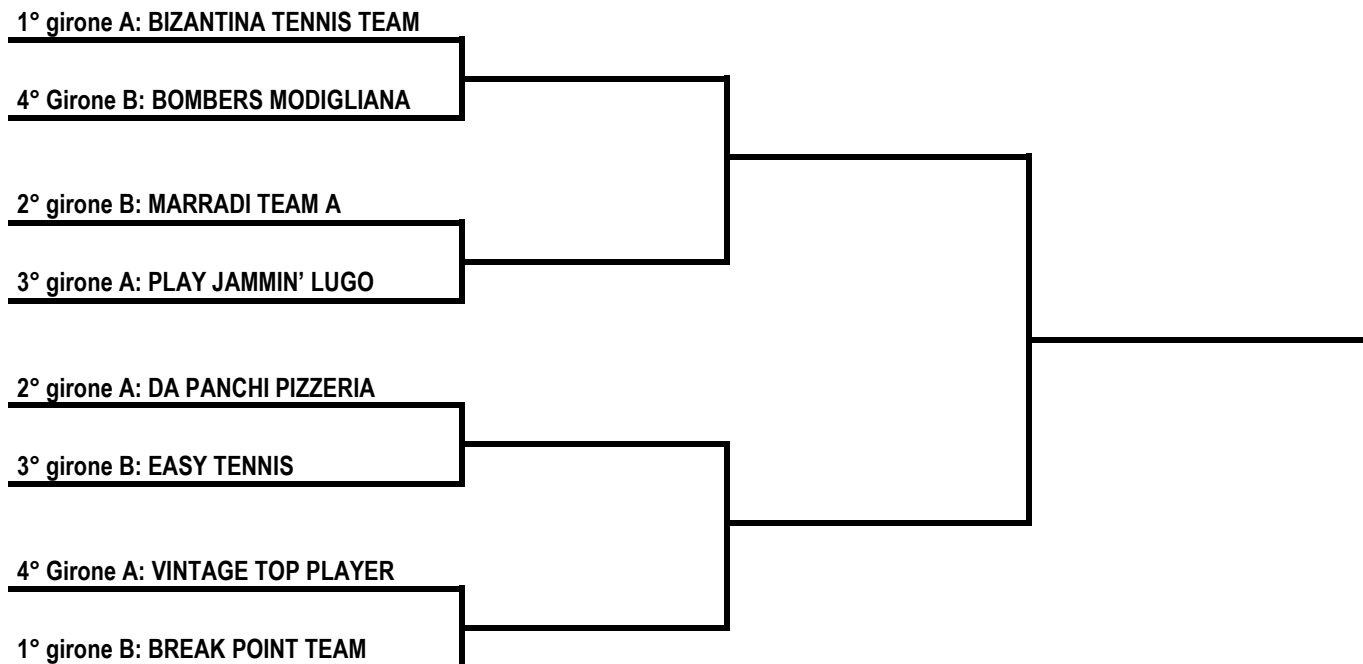 1° girone A: BIZANTINA TENNIS TEAM
4° Girone B: BOMBERS MODIGLIANA
2° girone B: MARRADI TEAM A
3° girone A: PLAY JAMMIN’ LUGO
2° girone A: DA PANCHI PIZZERIA
3° girone B: EASY TENNIS
4° Girone A: VINTAGE TOP PLAYER
1° girone B: BREAK POINT TEAM